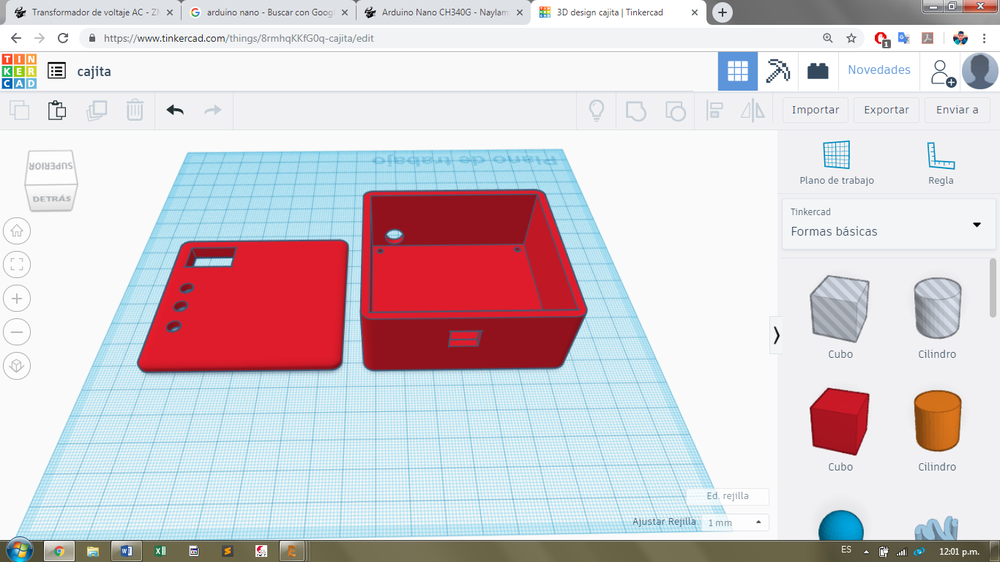 Transformador de voltaje AC - ZM
arduino nano - Buscar con Googl
Arduino Nano CH340G - Naylamp
3D design cajita | Tinkercad
https://www.tinkercad.com/things/8rmhqKKfG0q-cajita/edit
1
TIN
KER
CAD
cajita
Novedades
Importar
Exportar
Enviar a
SUPERIOR
DETRÁS
Plano de trabajo
Plano de trabajo
Regla
Tinkercad
Formas básicas
Cubo
Cilindro
Cubo
Cilindro
Ed. rejilla
Ajustar Rejilla
1 mm
ES
12:01 p.m.